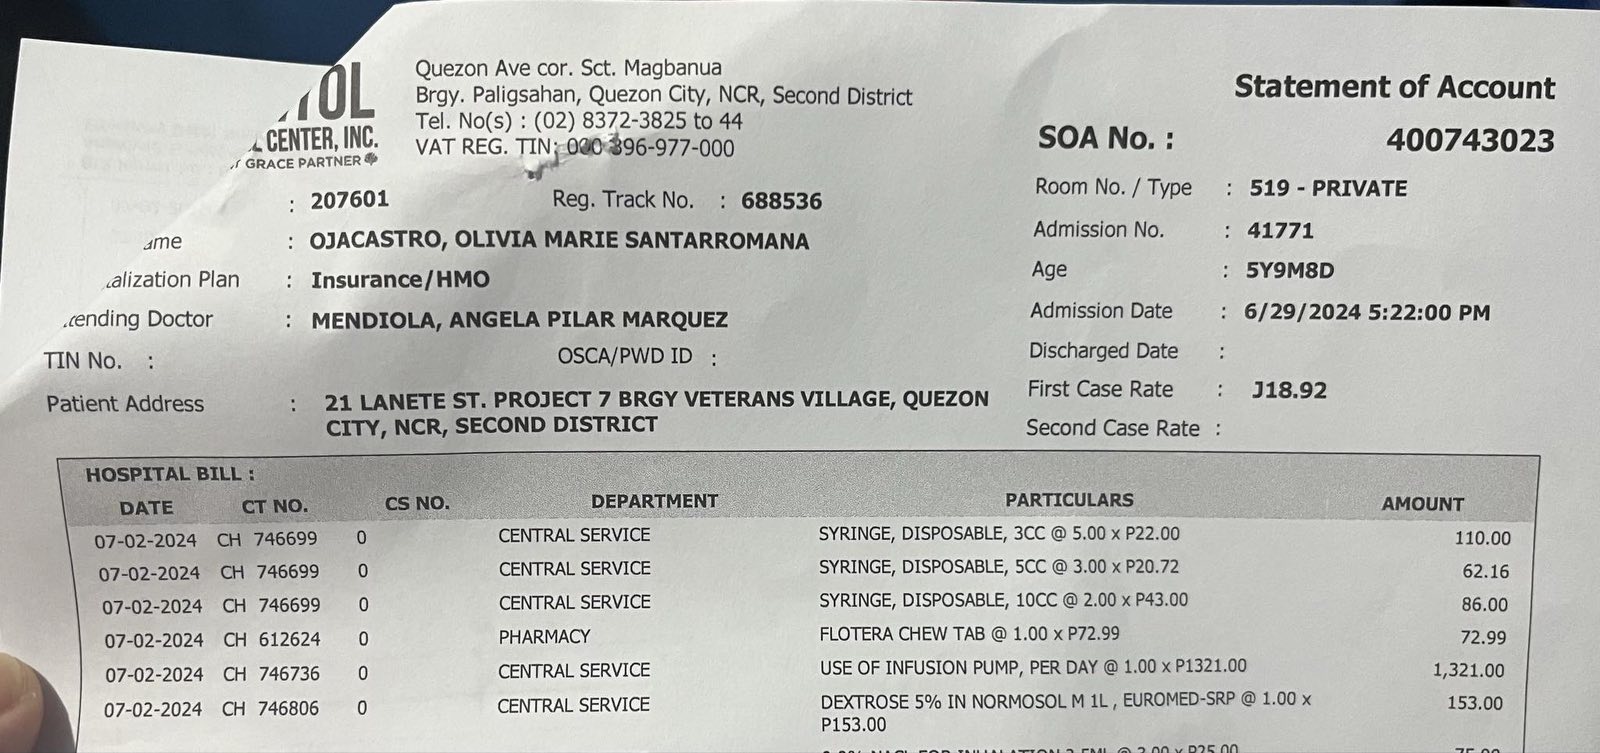 OL
CENTER, INC.
GRACE PARTNER
Quezon Ave cor. Sct. Magbanua
Brgy. Paligsahan, Quezon City, NCR, Second District
Tel. No(s) : (02) 8372-3825 to 44
VAT REG. TIN: 000 396-977-000
Statement of Account
SOA No. : 400743023
: 207601 Reg. Track No. : 688536
ame : OJACASTRO, OLIVIA MARIE SANTARROMANA
alization Plan : Insurance/HMO
tending Doctor : MENDIOLA, ANGELA PILAR MARQUEZ
TIN No. : OSCA/PWD ID :
Patient Address : 21 LANETE ST. PROJECT 7 BRGY VETERANS VILLAGE, QUEZON
CITY, NCR, SECOND DISTRICT
Room No. / Type : 519 - PRIVATE
Admission No. : 41771
Age : 5Y9M8D
Admission Date : 6/29/2024 5:22:00 PM
Discharged Date :
First Case Rate : J18.92
Second Case Rate :
HOSPITAL BILL :
DATE CT NO. CS NO. DEPARTMENT PARTICULARS AMOUNT
07-02-2024 CH 746699 0 CENTRAL SERVICE SYRINGE, DISPOSABLE, 3CC @ 5.00 x P22.00 110.00
07-02-2024 CH 746699 0 CENTRAL SERVICE SYRINGE, DISPOSABLE, 5CC @ 3.00 x P20.72 62.16
07-02-2024 CH 746699 0 CENTRAL SERVICE SYRINGE, DISPOSABLE, 10CC @ 2.00 x P43.00 86.00
07-02-2024 CH 612624 0 PHARMACY FLOTERA CHEW TAB @ 1.00 x P72.99 72.99
07-02-2024 CH 746736 0 CENTRAL SERVICE USE OF INFUSION PUMP, PER DAY @ 1.00 x P1321.00 1,321.00
07-02-2024 CH 746806 0 CENTRAL SERVICE DEXTROSE 5% IN NORMOSOL M 1L , EUROMED-SRP @ 1.00 x 153.00
P153.00